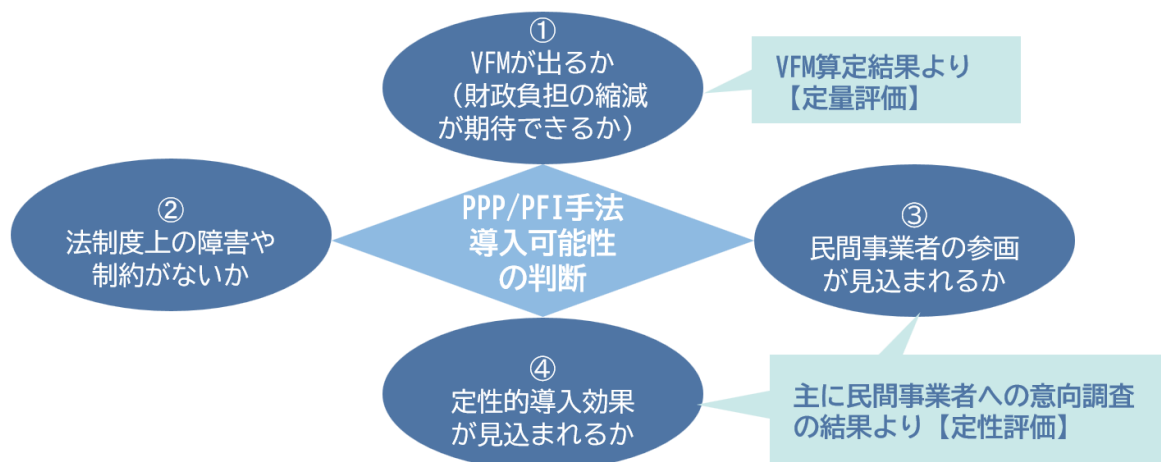 ①
VFMが出るか
（財政負担の縮減
が期待できるか）
VFM算定結果より
【定量評価】
②
法制度上の障害や
制約がないか
PPP/PFI手法
導入可能性
の判断
③
民間事業者の参画
が見込まれるか
④
定性的導入効果
が見込まれるか
主に民間事業者への意向調査
の結果より【定性評価】